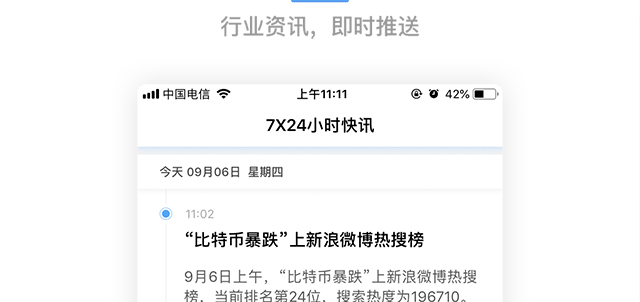 行业资讯，即时推送
中国电信 上午11:11 42%
7X24小时快讯
今天 09月06日 星期四
11:02
“比特币暴跌”上新浪微博热搜榜
9月6日上午，“比特币暴跌”上新浪微博热搜
榜，当前排名第24位，搜索热度为196710。